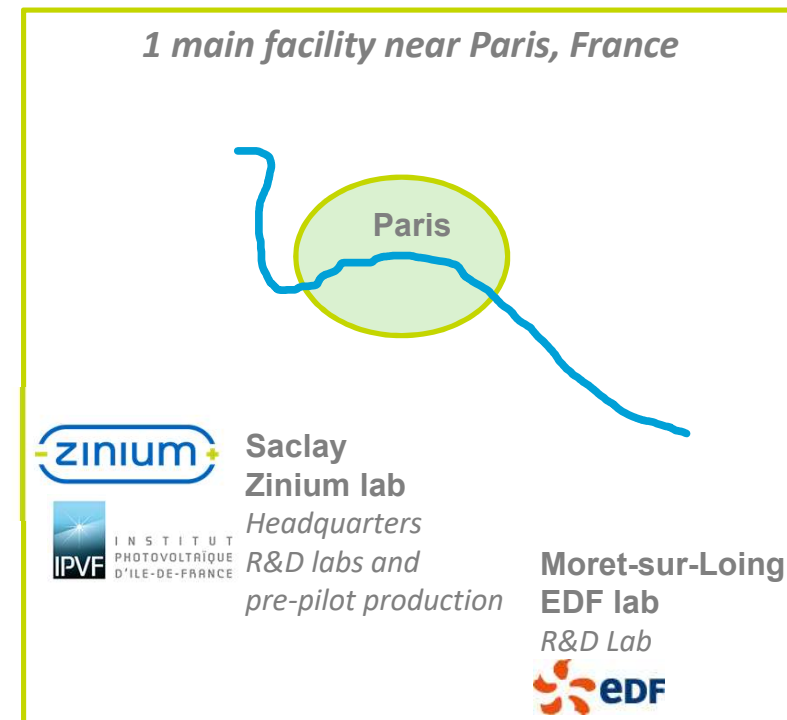 1 main facility near Paris, France
Paris
-zinium+
Saclay
Zinium lab
Headquarters
R&D labs and
pre-pilot production
IPVF
INSTITUT
PHOTOVOLTAÏQUE
D'ILE-DE-FRANCE
Moret-sur-Loing
EDF lab
R&D Lab
eDF